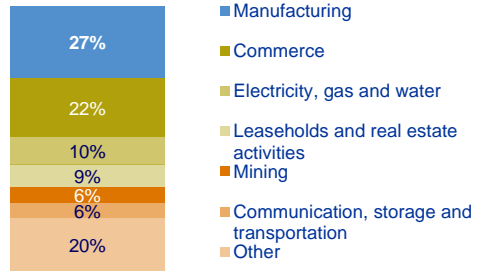 27%
22%
10%
9%
6%
6%
20%
Manufacturing
Commerce
Electricity, gas and water
Leaseholds and real estate
activities
Mining
Communication, storage and
transportation
Other